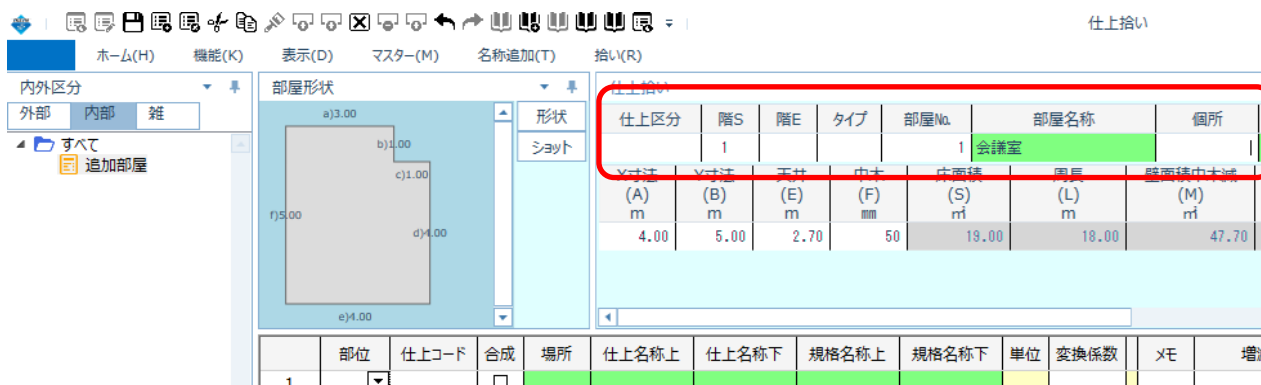 仕上拾い
ホーム(H) 機能(K) 表示(D) マスター(M) 名称追加(T) 拾い(R)
内外区分
外部 内部 雑
すべて
追加部屋
部屋形状
形状
ショット
a)3.00
b)1.00
c)1.00
f)5.00
d)4.00
e)4.00
仕上拾い
仕上区分 階S 階E タイプ 部屋No. 部屋名称 個所
1 1 会議室 1
X寸法 Y寸法 天井 巾木 床面積 周長 壁面積巾木減
(A) (B) (E) (F) (S) (L) (M)
m m m mm ㎡ m ㎡
4.00 5.00 2.70 50 19.00 18.00 47.70
部位 仕上コード 合成 場所 仕上名称上 仕上名称下 規格名称上 規格名称下 単位 変換係数 メモ 増
1